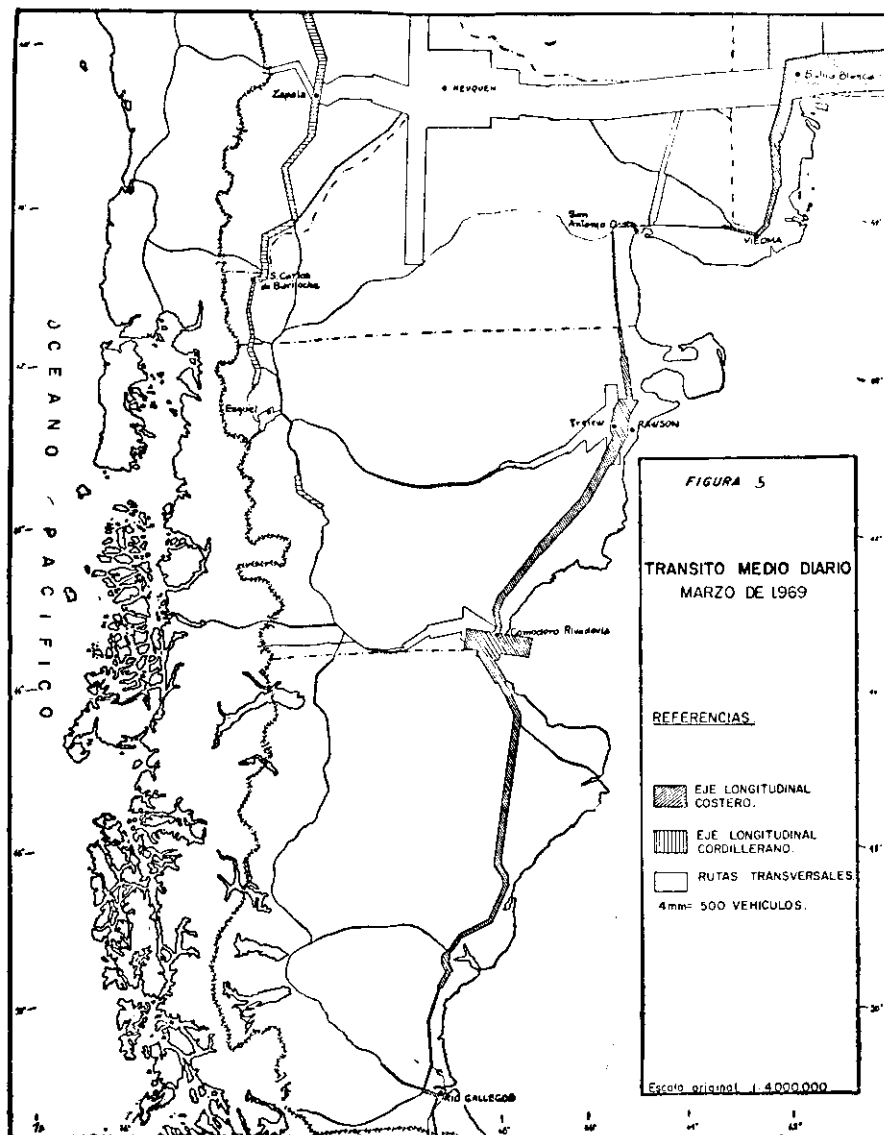 Bahia Blanca
Zapala
NEUQUEN
San
Antonio Oeste
VIEDMA
S. Carlos
de Bariloche
OCEANO - PACIFICO
Esquel
Trelew
RAWSON
Comodoro Rivadavia
RIO GALLEGOS
FIGURA 5
TRANSITO MEDIO DIARIO
MARZO DE 1969
REFERENCIAS
EJE LONGITUDINAL
COSTERO.
EJE LONGITUDINAL
CORDILLERANO.
RUTAS TRANSVERSALES
4mm= 500 VEHICULOS.
Escala original 1:4.000.000